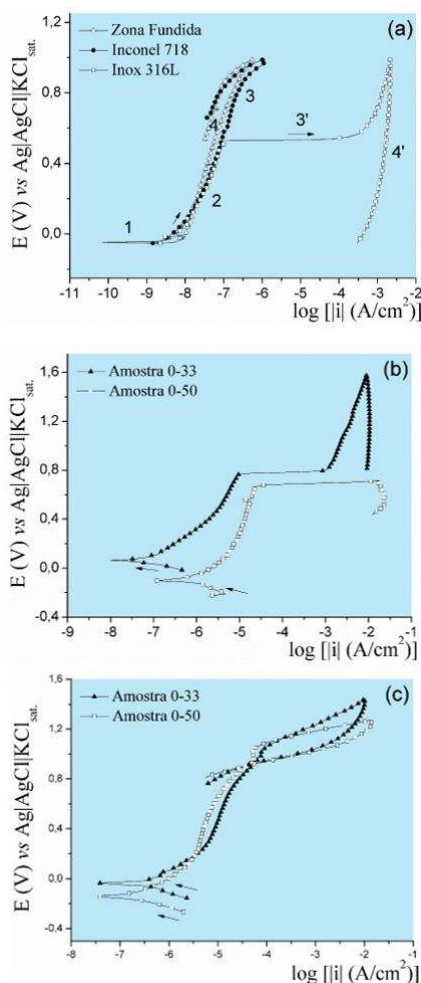 (a)
Zona Fundida
Inconel 718
Inox 316L
1,2
0,8
0,4
0,0
E (V) vs Ag|AgCl|KCl sat.
1
2
3
4
3'
4'
-11 -10 -9 -8 -7 -6 -5 -4 -3 -2 -1
log [|i| (A/cm²)]
(b)
Amostra 0-33
Amostra 0-50
1,6
1,2
0,8
0,4
0,0
-0,4
E (V) vs Ag|AgCl|KCl sat.
-9 -8 -7 -6 -5 -4 -3 -2 -1
log [|i| (A/cm²)]
(c)
Amostra 0-33
Amostra 0-50
1,6
1,2
0,8
0,4
0,0
-0,4
E (V) vs Ag|AgCl|KCl sat.
-8 -7 -6 -5 -4 -3 -2 -1
log [|i| (A/cm²)]